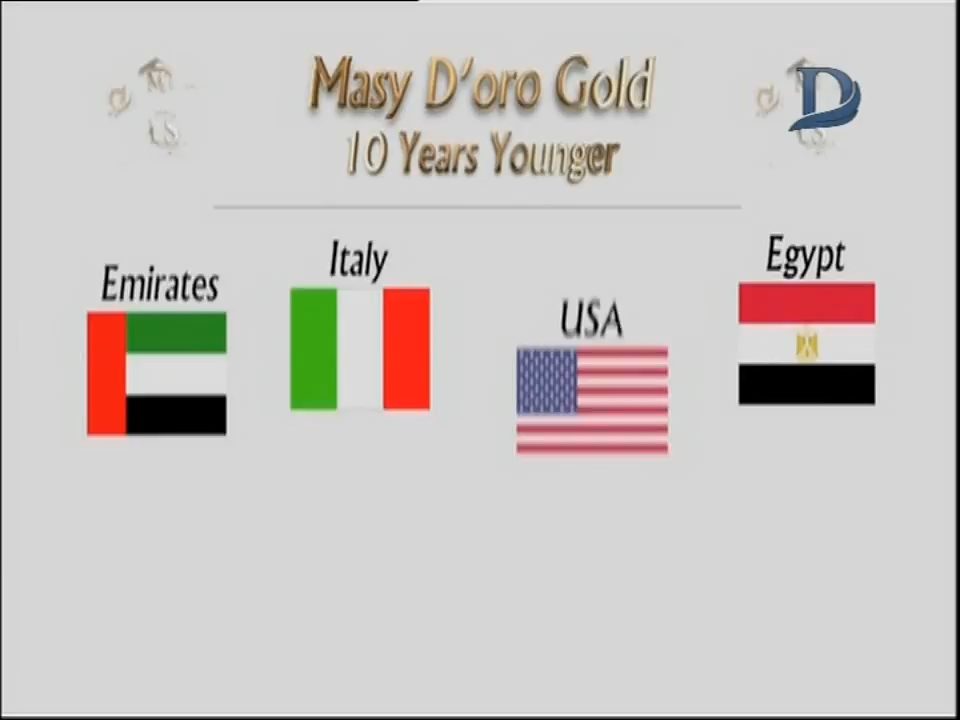 Masy D'oro Gold
10 Years Younger
Emirates
Italy
USA
Egypt